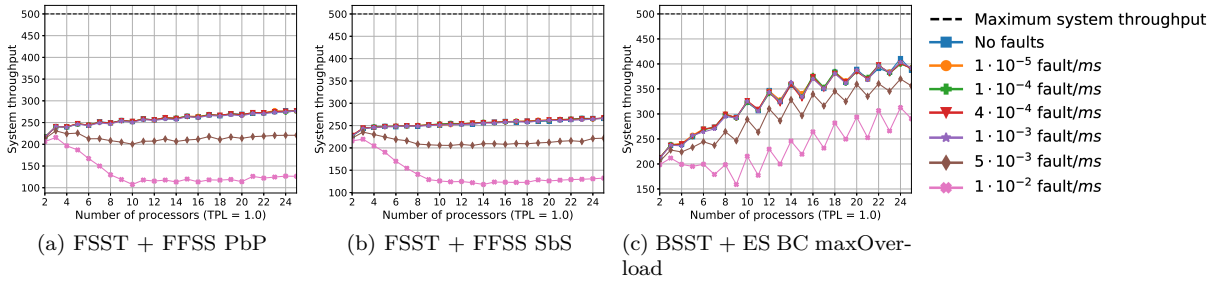 500
450
400
350
300
250
200
150
100
System throughput
2 4 6 8 10 12 14 16 18 20 22 24
Number of processors (TPL = 1.0)
(a) FSST + FFSS PbP
500
450
400
350
300
250
200
150
100
System throughput
2 4 6 8 10 12 14 16 18 20 22 24
Number of processors (TPL = 1.0)
(b) FSST + FFSS SbS
500
450
400
350
300
250
200
150
System throughput
2 4 6 8 10 12 14 16 18 20 22 24
Number of processors (TPL = 1.0)
(c) BSST + ES BC maxOver-
load
Maximum system throughput
No faults
1 · 10⁻⁵ fault/ms
1 · 10⁻⁴ fault/ms
4 · 10⁻⁴ fault/ms
1 · 10⁻³ fault/ms
5 · 10⁻³ fault/ms
1 · 10⁻² fault/ms